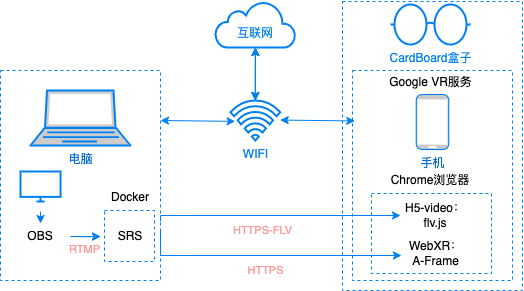 互联网
CardBoard盒子
Google VR服务
WIFI
电脑
手机
Chrome浏览器
Docker
H5-video：
flv.js
OBS
RTMP
SRS
HTTPS-FLV
WebXR：
A-Frame
HTTPS